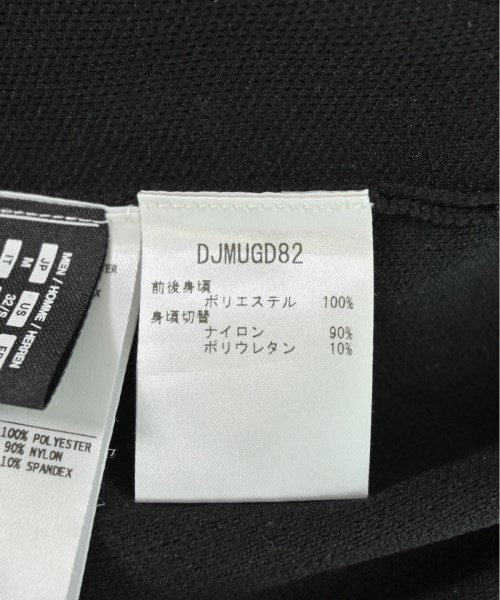 DJMUGD82
前後身頃
ポリエステル 100%
身頃切替
ナイロン 90%
ポリウレタン 10%
MEN / HOMME / HERREN
JP US
M 32/S
IT
100% POLYESTER
90% NYLON
10% SPANDEX